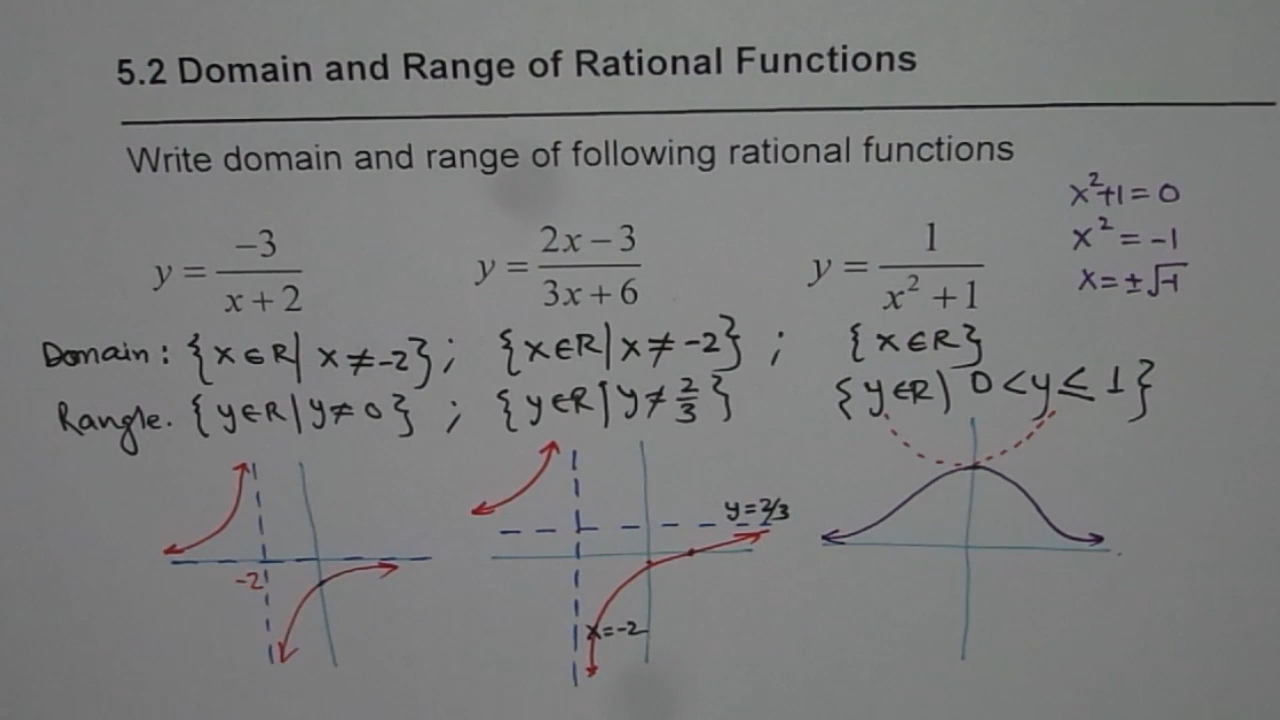 5.2 Domain and Range of Rational Functions
Write domain and range of following rational functions
x²+1=0
x² = -1
x=±√-1
y = -3/(x+2)
y = (2x-3)/(3x+6)
y = 1/(x²+1)
Domain: {x∈R| x≠-2}; {x∈R|x≠-2} ; {x∈R}
Rangle. {y∈R|y≠0} ; {y∈R|y≠2/3} {y∈R| 0<y≤1}
y=2/3
-2
x=-2